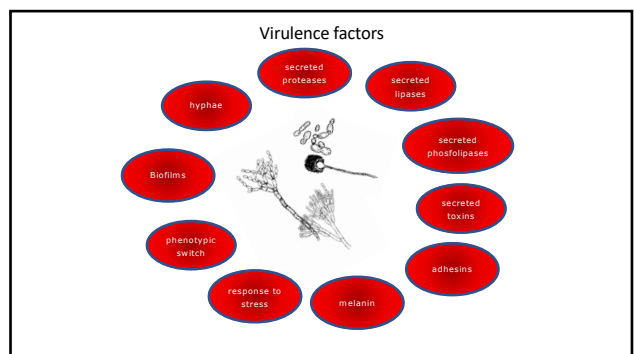 Virulence factors
secreted
proteases
secreted
lipases
secreted
phosfolipases
secreted
toxins
adhesins
melanin
response to
stress
phenotypic
switch
Biofilms
hyphae